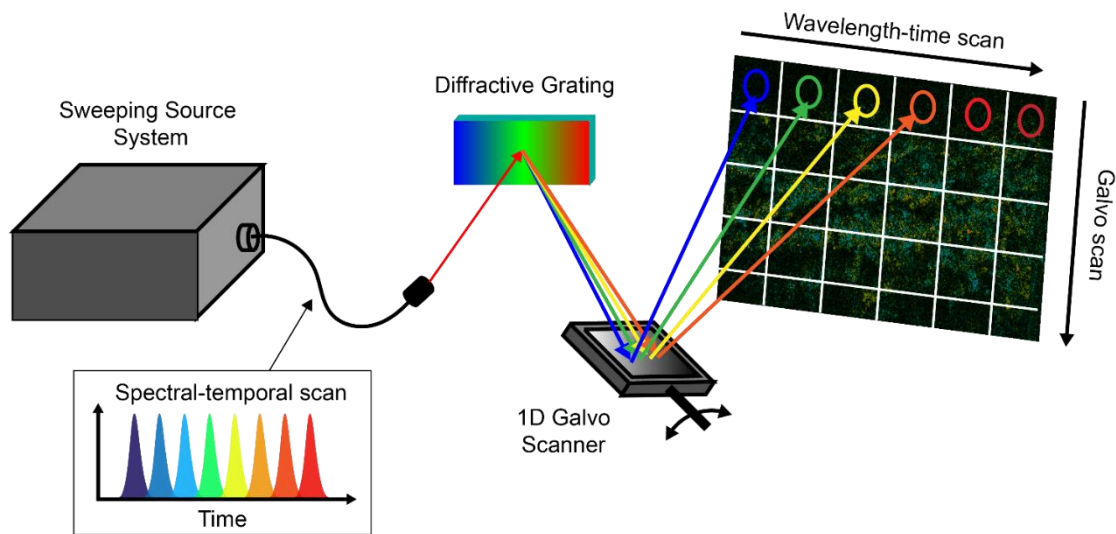 Sweeping Source
System
Diffractive Grating
Wavelength-time scan
Galvo scan
1D Galvo
Scanner
Spectral-temporal scan
Time